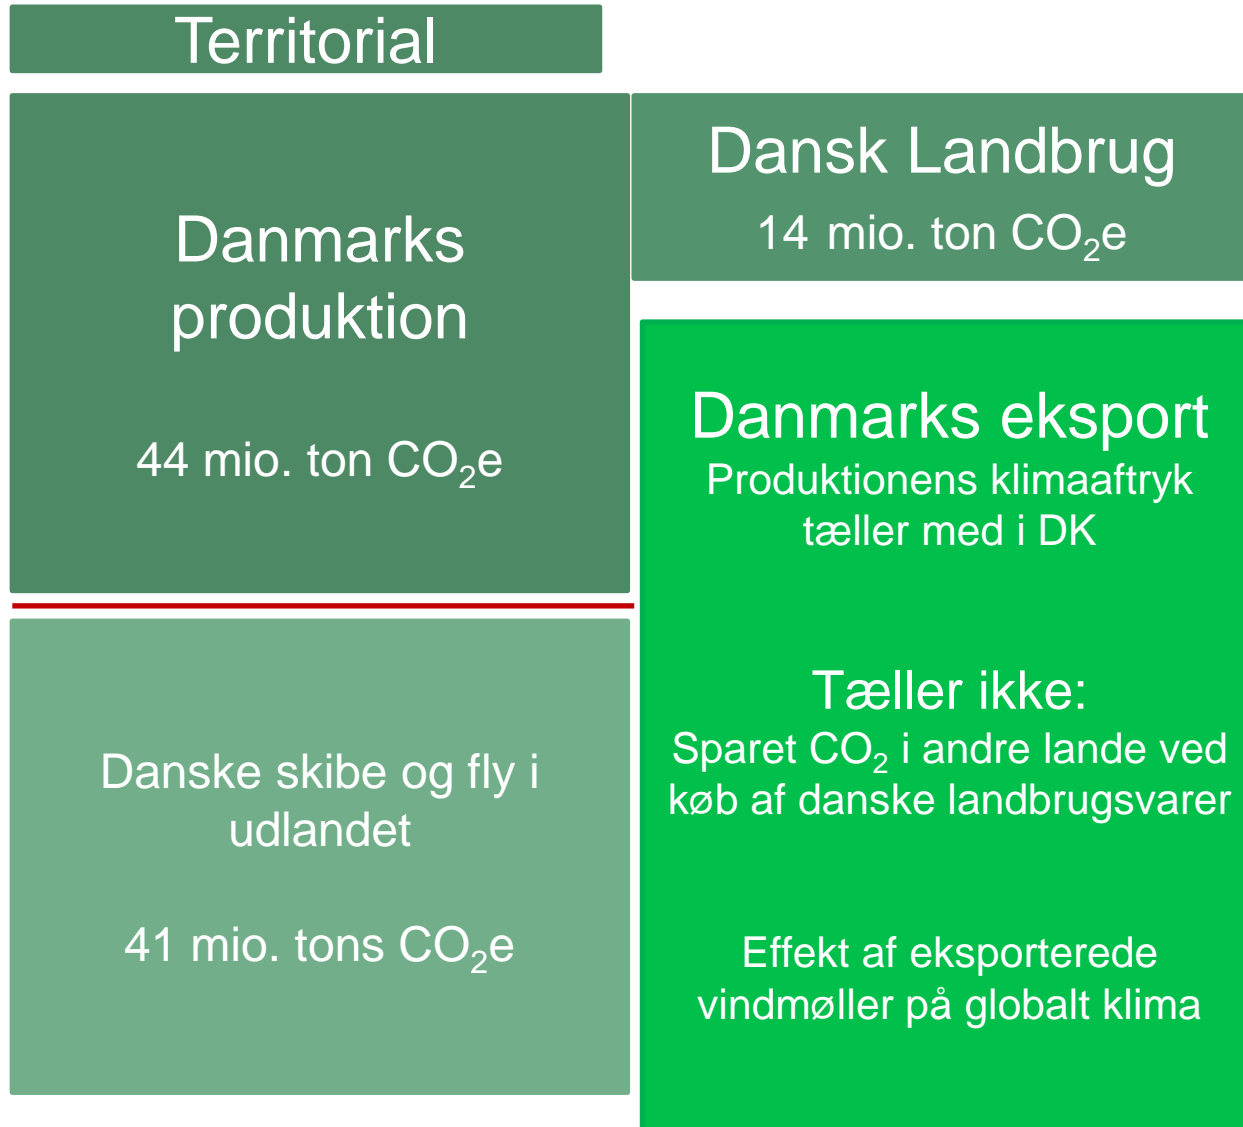 Territorial
Danmarks
produktion
44 mio. ton CO₂e
Dansk Landbrug
14 mio. ton CO₂e
Danske skibe og fly i
udlandet
41 mio. tons CO₂e
Danmarks eksport
Produktionens klimaaftryk
tæller med i DK
Tæller ikke:
Sparet CO₂ i andre lande ved
køb af danske landbrugsvarer
Effekt af eksporterede
vindmøller på globalt klima